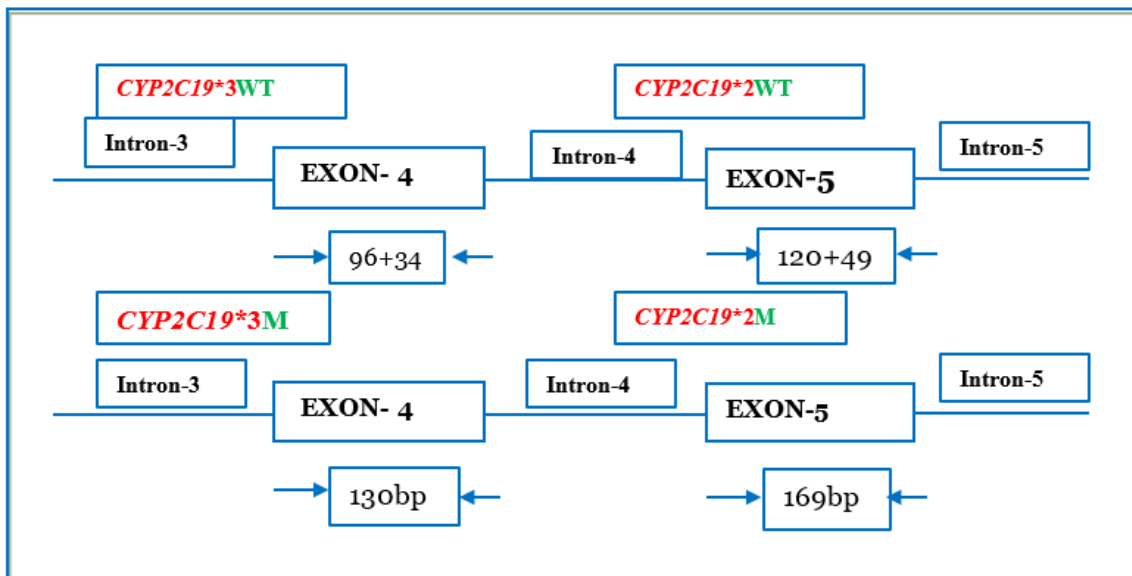 CYP2C19*3WT
CYP2C19*2WT
Intron-3
EXON- 4
Intron-4
EXON-5
Intron-5
96+34
120+49
CYP2C19*3M
CYP2C19*2M
Intron-3
EXON- 4
Intron-4
EXON-5
Intron-5
130bp
169bp